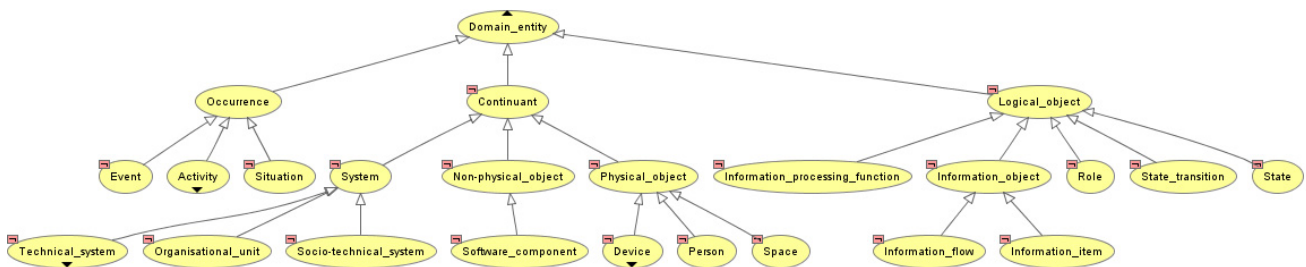 Domain_entity
Occurrence
Continuant
Logical_object
Event
Activity
Situation
System
Non-physical_object
Physical_object
Information_processing_function
Information_object
Role
State_transition
State
Technical_system
Organisational_unit
Socio-technical_system
Software_component
Device
Person
Space
Information_flow
Information_item